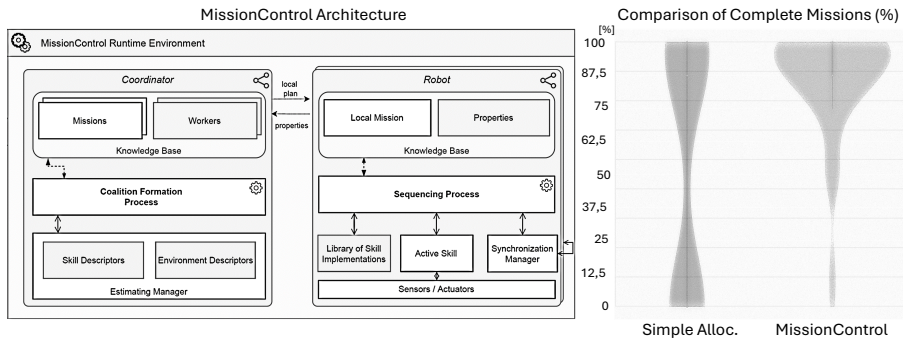 MissionControl Architecture
MissionControl Runtime Environment
Coordinator
Missions
Workers
Knowledge Base
Coalition Formation
Process
Skill Descriptors
Environment Descriptors
Estimating Manager
local
plan
properties
Robot
Local Mission
Properties
Knowledge Base
Sequencing Process
Library of Skill
Implementations
Active Skill
Synchronization
Manager
Sensors / Actuators
Comparison of Complete Missions (%)
[%]
100
87,5
75
62,5
50
37,5
25
12,5
0
Simple Alloc.
MissionControl